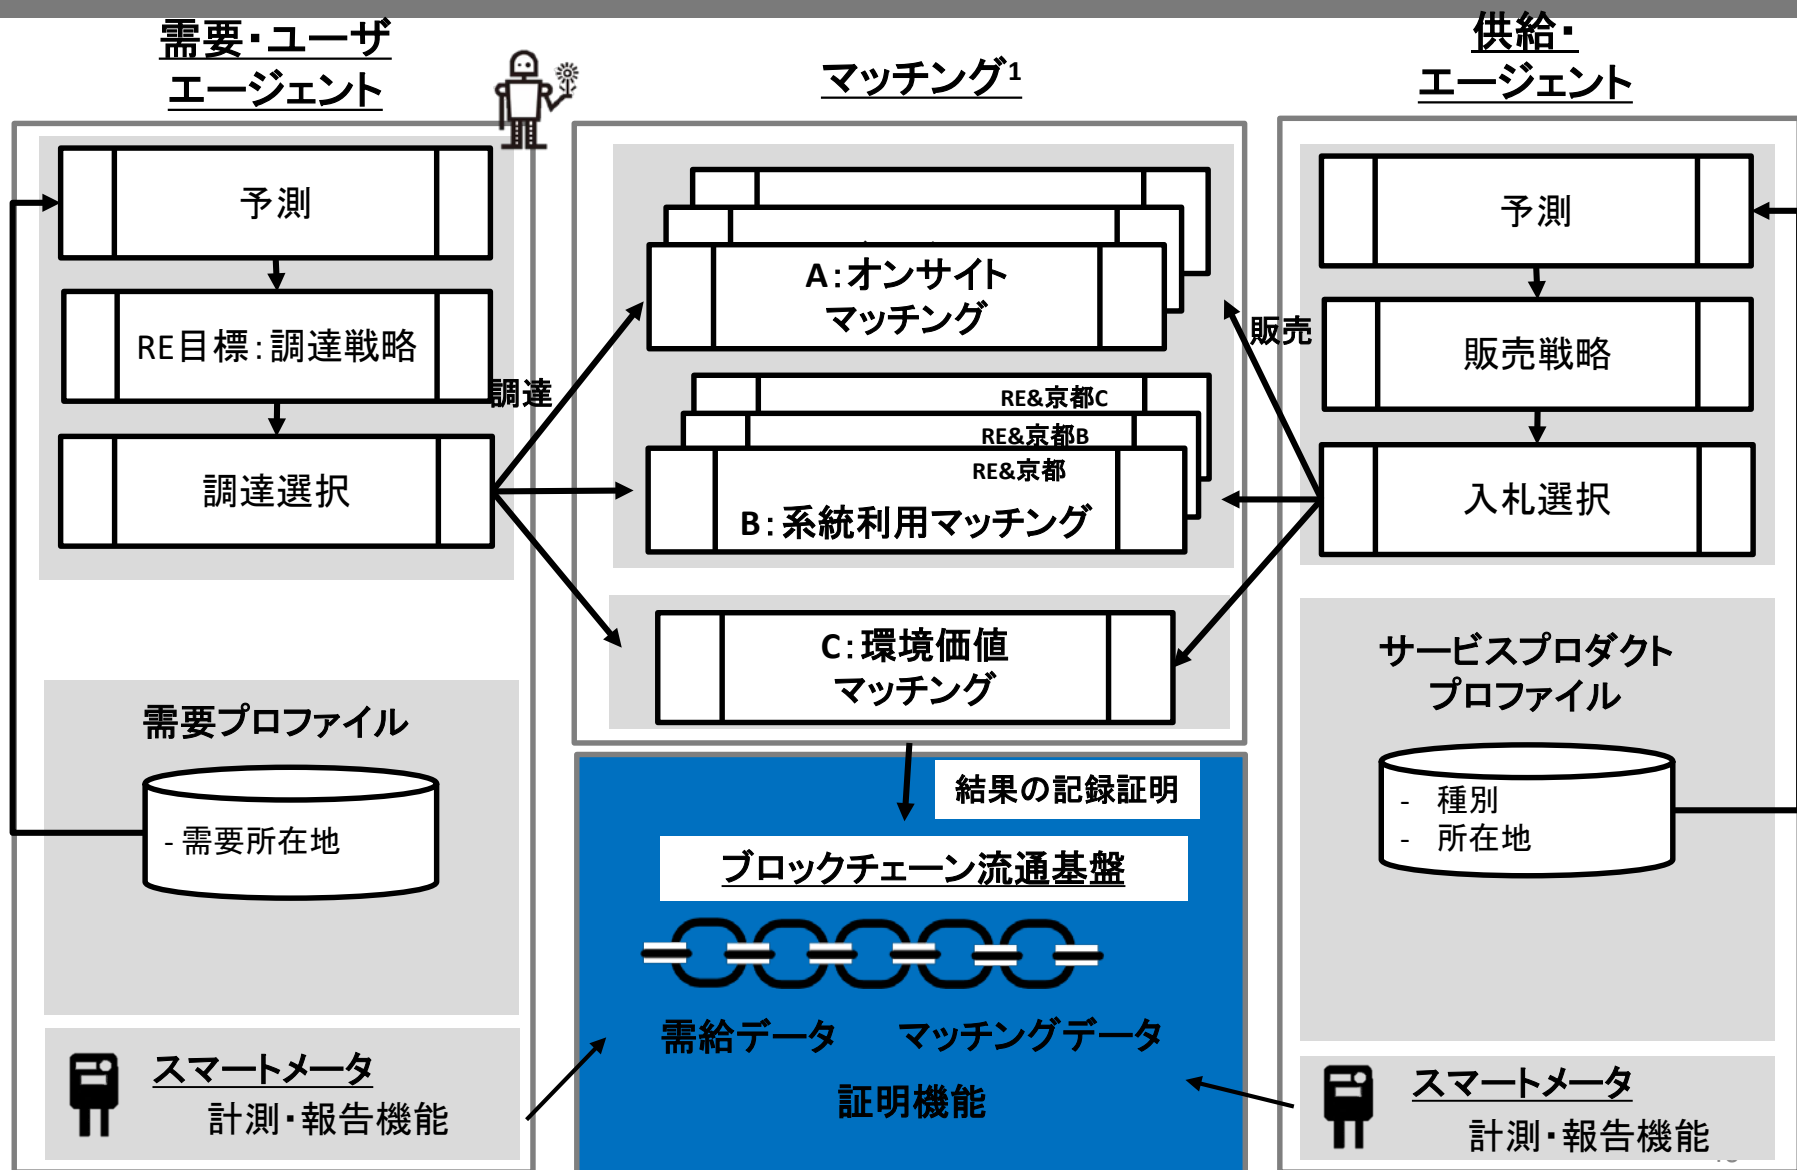 需要・ユーザ
エージェント
予測
RE目標：調達戦略
調達選択
調達
需要プロファイル
- 需要所在地
スマートメータ
計測・報告機能
マッチング1
A：オンサイト
マッチング
RE&京都C
RE&京都B
RE&京都
B：系統利用マッチング
C：環境価値
マッチング
結果の記録証明
ブロックチェーン流通基盤
需給データ
マッチングデータ
証明機能
供給・
エージェント
販売
予測
販売戦略
入札選択
サービスプロダクト
プロファイル
- 種別
- 所在地
スマートメータ
計測・報告機能